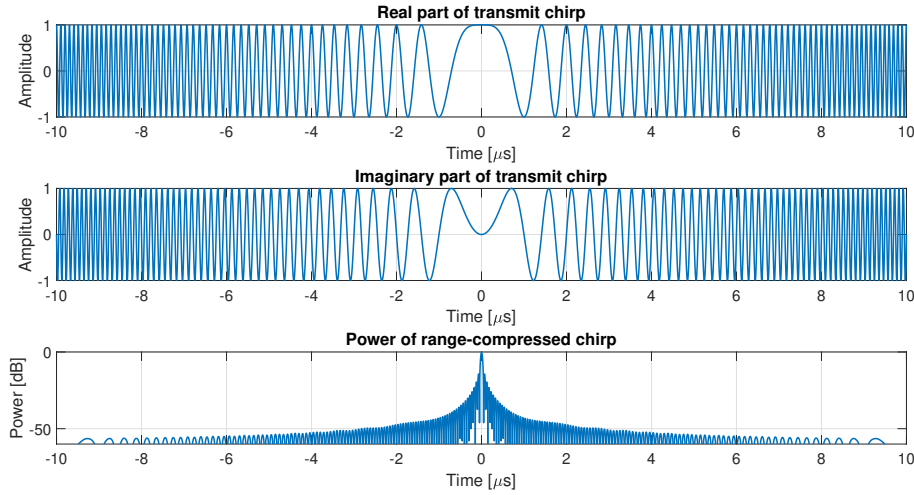 Real part of transmit chirp
1
0
-1
Amplitude
-10 -8 -6 -4 -2 0 2 4 6 8 10
Time [μs]
Imaginary part of transmit chirp
1
0
-1
Amplitude
-10 -8 -6 -4 -2 0 2 4 6 8 10
Time [μs]
Power of range-compressed chirp
0
-50
Power [dB]
-10 -8 -6 -4 -2 0 2 4 6 8 10
Time [μs]